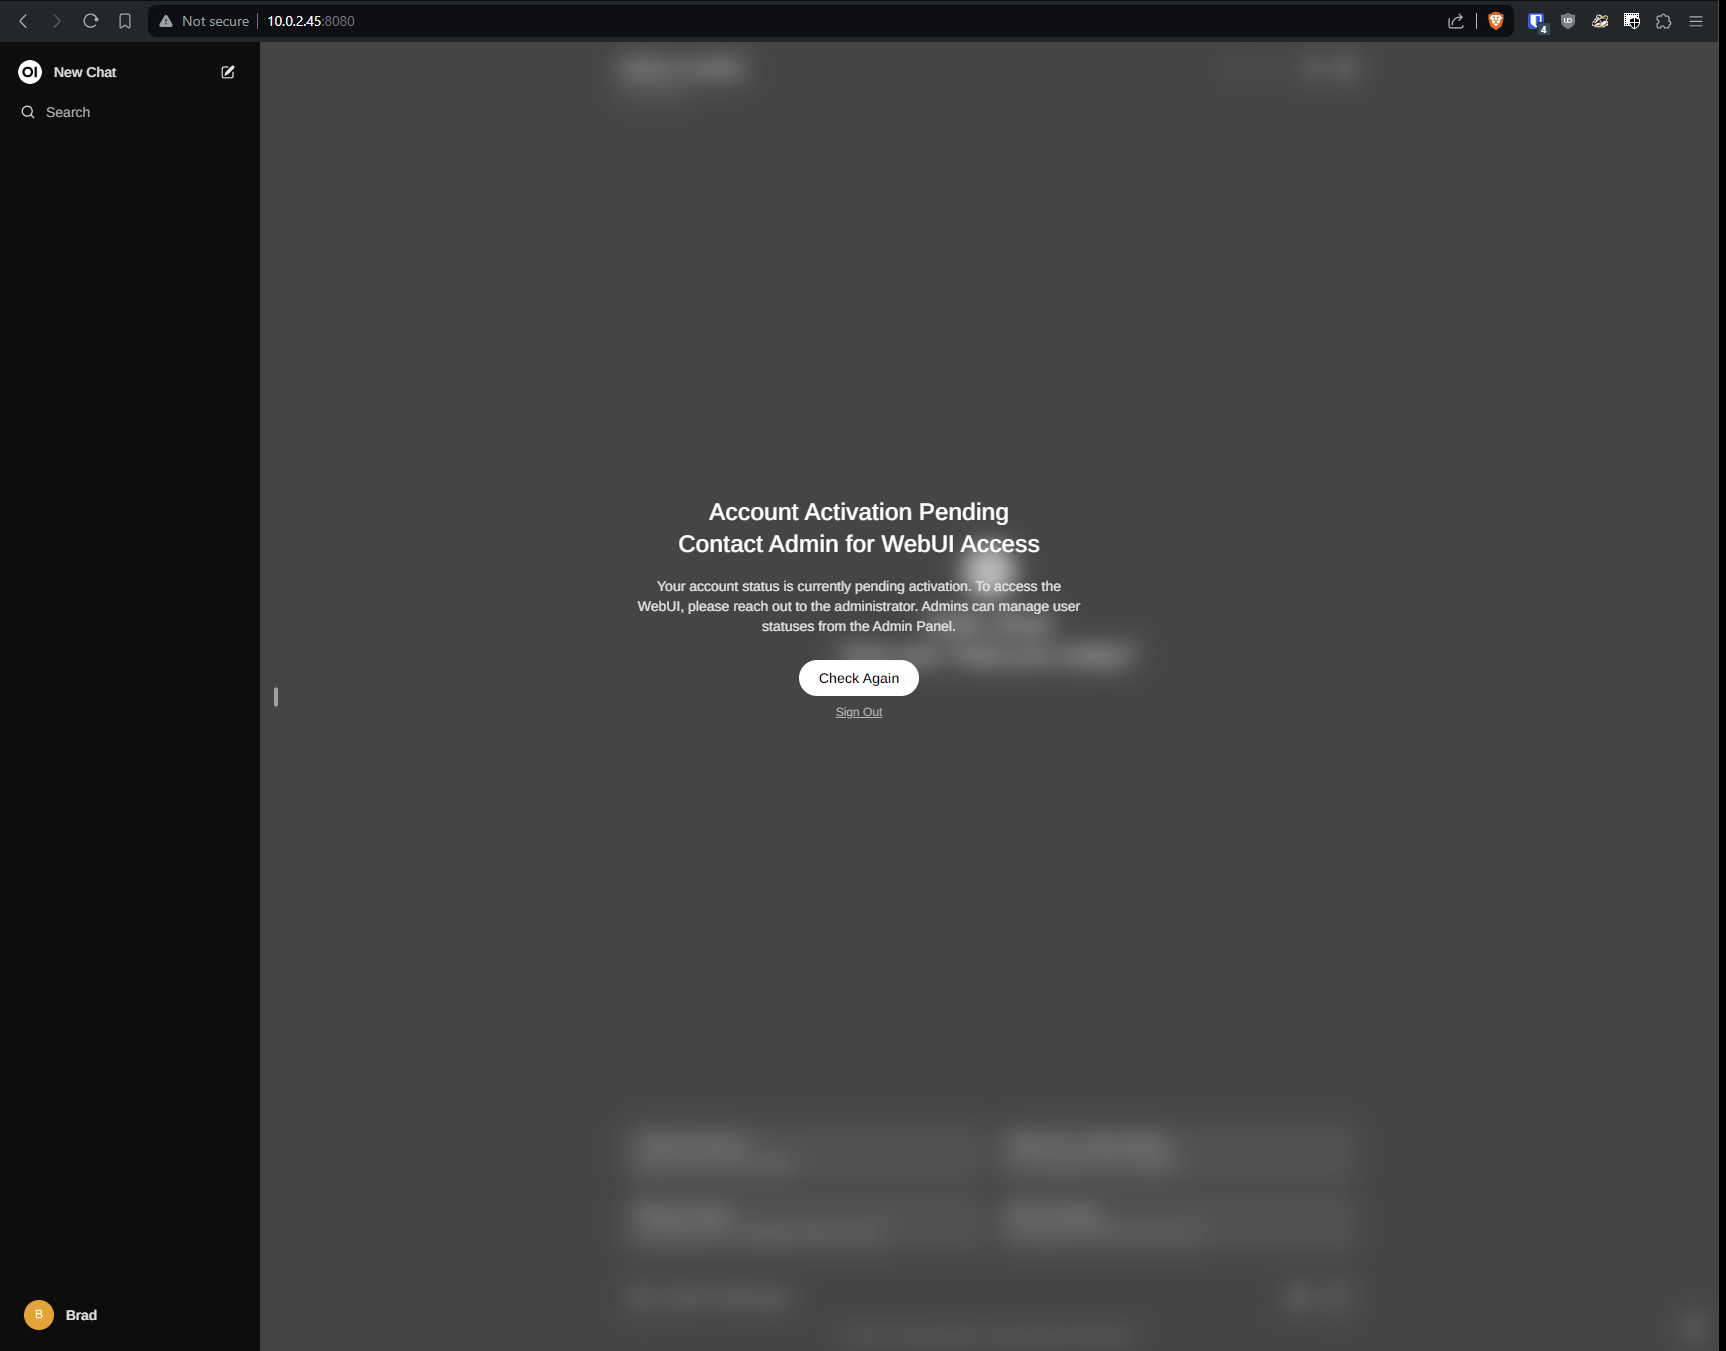 Not secure
10.0.2.45:8080
4
OI
New Chat
Search
Account Activation Pending
Contact Admin for WebUI Access
Your account status is currently pending activation. To access the
WebUI, please reach out to the administrator. Admins can manage user
statuses from the Admin Panel.
Check Again
Sign Out
B
Brad